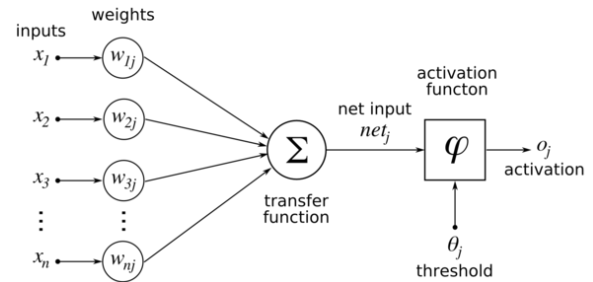 inputs
weights
x1
w1j
x2
w2j
x3
w3j
⋮
⋮
xn
wnj
Σ
transfer
function
net input
netj
activation
functon
φ
oj
activation
θj
threshold